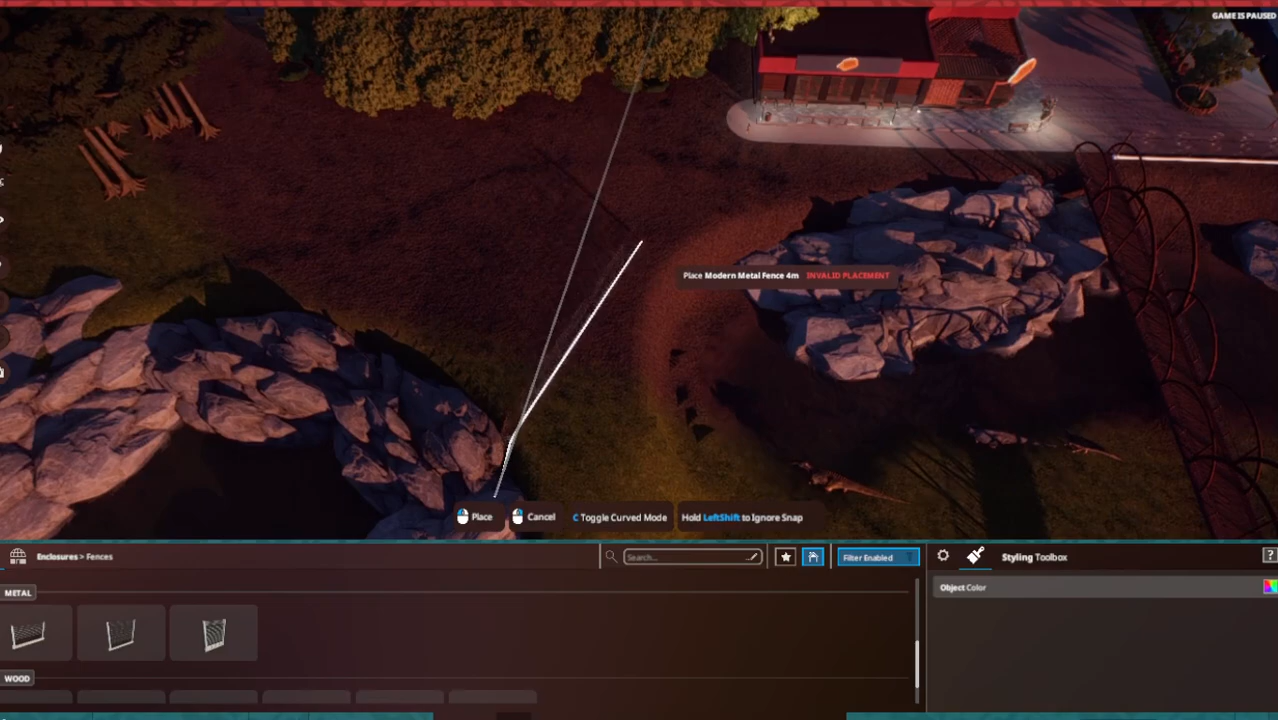 GAME IS PAUSED
Place Modern Metal Fence 4m INVALID PLACEMENT
Place Cancel C Toggle Curved Mode Hold LeftShift to Ignore Snap
Enclosures > Fences
Search...
Filter Enabled
Styling Toolbox
?
METAL
Object Color
WOOD